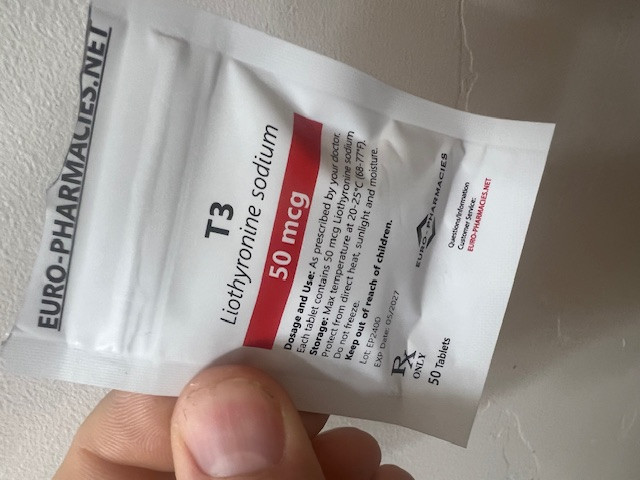 EURO-PHARMACIES.NET
T3
Liothyronine sodium
50 mcg
Dosage and Use: As prescribed by your doctor.
Each tablet contains 50 mcg Liothyronine sodium
Storage: Max temperature at 20-25°C (68-77°F).
Protect from direct heat, sunlight and moisture.
Do not freeze.
Keep out of reach of children.
Lot: EP2400
EXP Date: 05/2027
Rx
ONLY
50 Tablets
EURO-PHARMACIES
Questions/Information
Customer Service:
EURO-PHARMACIES.NET